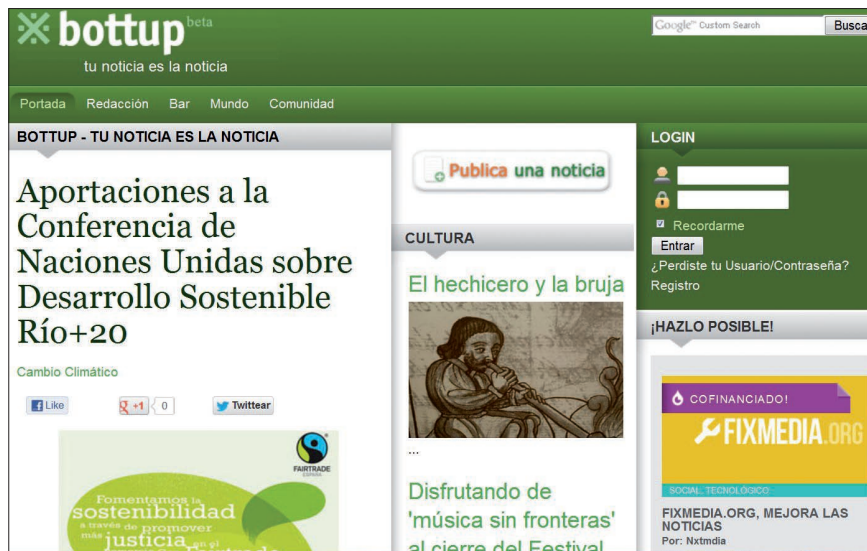 bottup beta
tu noticia es la noticia
Google™ Custom Search
Busca
Portada Redacción Bar Mundo Comunidad
BOTTUP - TU NOTICIA ES LA NOTICIA
Aportaciones a la
Conferencia de
Naciones Unidas sobre
Desarrollo Sostenible
Río+20
Cambio Climático
Like
+1 0
Twittear
FAIRTRADE
ESPAÑA
Fomentamos la
sostenibilidad
a través de promover
más justicia en el
Publica una noticia
CULTURA
El hechicero y la bruja
...
Disfrutando de
'música sin fronteras'
al cierre del Festival
LOGIN
Recordarme
Entrar
¿Perdiste tu Usuario/Contraseña?
Registro
¡HAZLO POSIBLE!
COFINANCIADO!
FIXMEDIA.ORG
SOCIAL, TECNOLÓGICO
FIXMEDIA.ORG, MEJORA LAS
NOTICIAS
Por: Nxtmdia